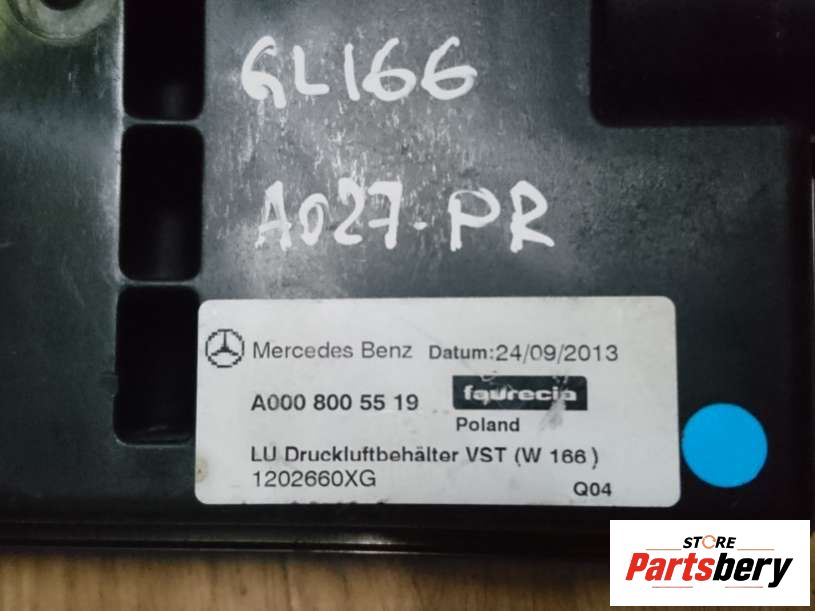 GL166
A027-PR
Mercedes Benz Datum:24/09/2013
A000 800 55 19 faurecia
Poland
LU Druckluftbehälter VST (W 166)
1202660XG
Q04
STORE
Partsbery